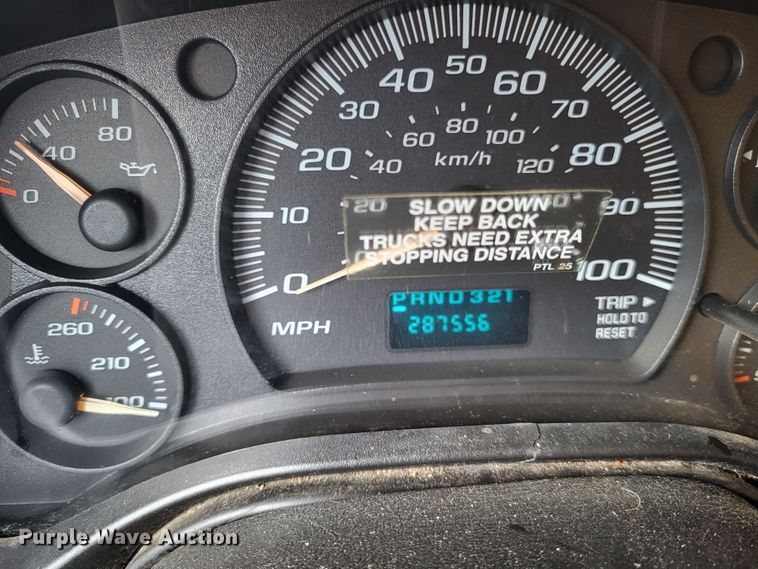 50
40
60
30
70
20
80
10
90
0
100
80
60
100
40
120
km/h
20
MPH
SLOW DOWN
KEEP BACK
TRUCKS NEED EXTRA
STOPPING DISTANCE
PTL 25
PRND321
287556
TRIP
HOLD TO
RESET
80
40
0
260
210
100
Purple Wave Auction